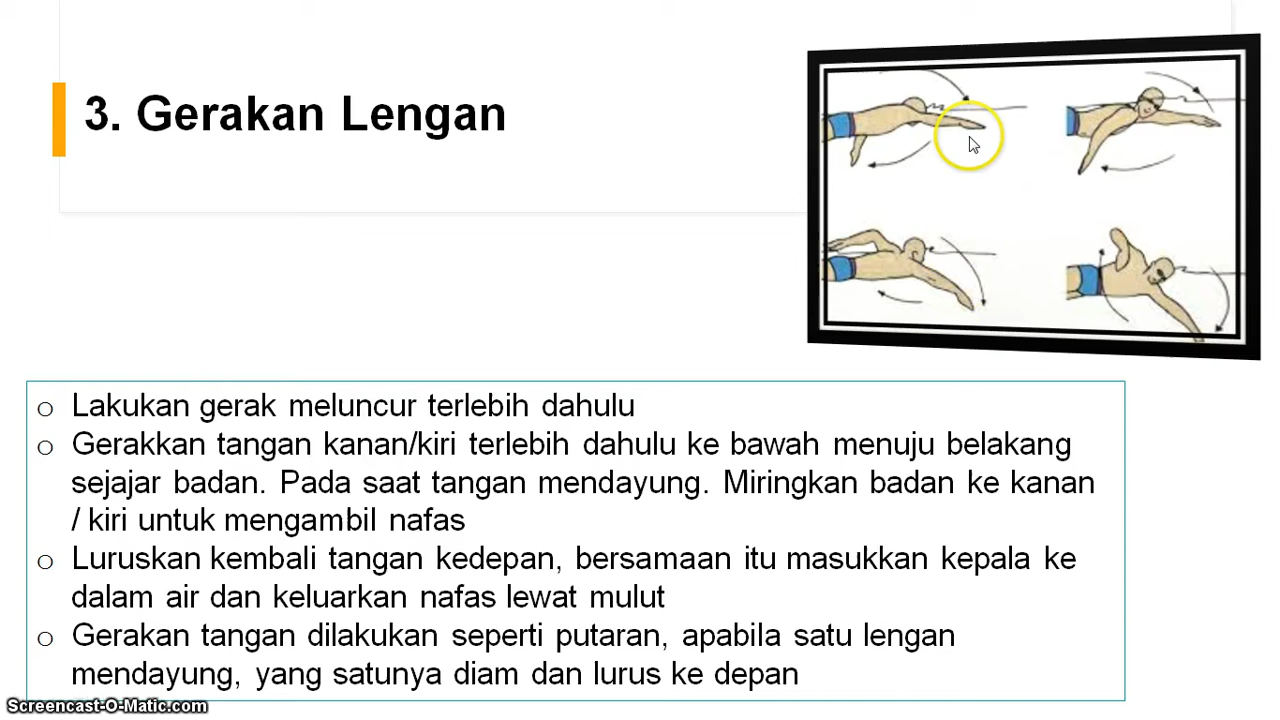 3. Gerakan Lengan
o Lakukan gerak meluncur terlebih dahulu
o Gerakkan tangan kanan/kiri terlebih dahulu ke bawah menuju belakang
sejajar badan. Pada saat tangan mendayung. Miringkan badan ke kanan
/ kiri untuk mengambil nafas
o Luruskan kembali tangan kedepan, bersamaan itu masukkan kepala ke
dalam air dan keluarkan nafas lewat mulut
o Gerakan tangan dilakukan seperti putaran, apabila satu lengan
mendayung, yang satunya diam dan lurus ke depan
Screencast-O-Matic.com